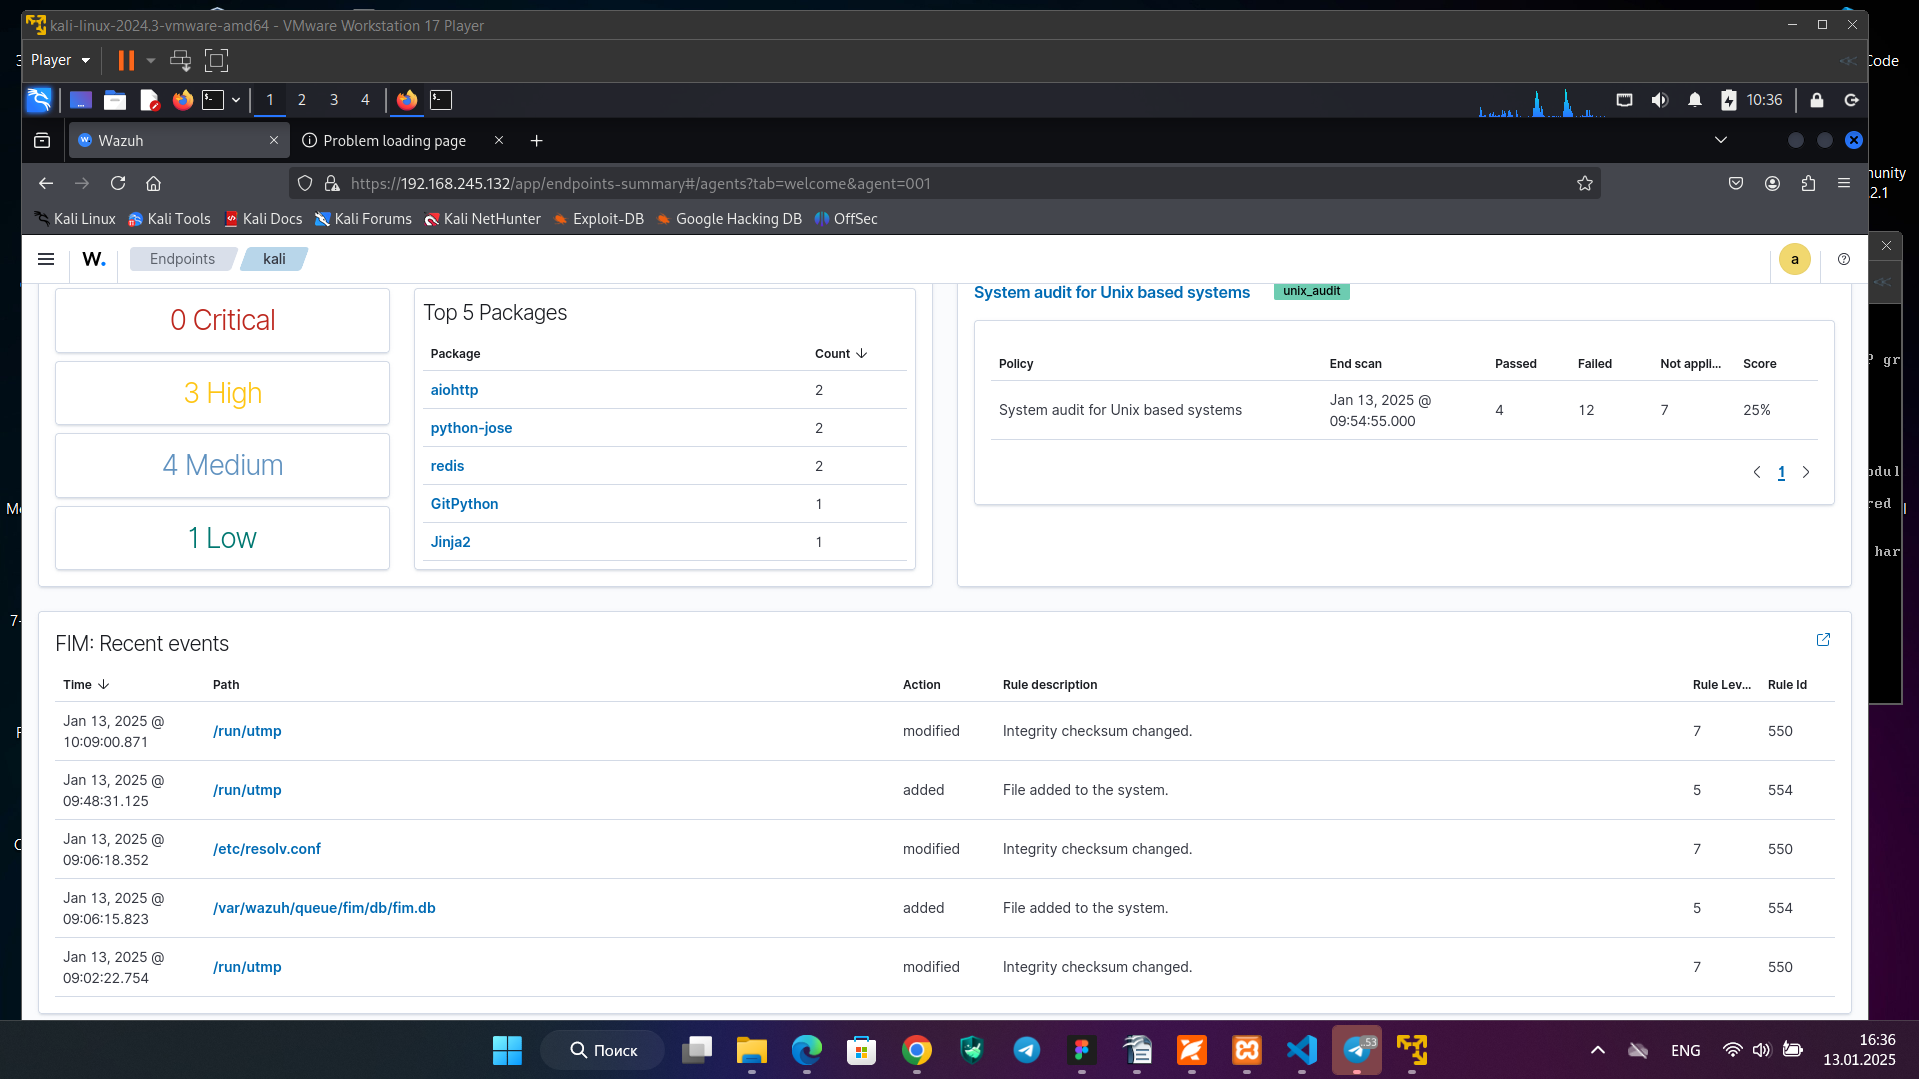 kali-linux-2024.3-vmware-amd64 - VMware Workstation 17 Player
Player
Code
1 2 3 4
10:36
Wazuh
Problem loading page
https://192.168.245.132/app/endpoints-summary#/agents?tab=welcome&agent=001
2.1
Kali Linux Kali Tools Kali Docs Kali Forums Kali NetHunter Exploit-DB Google Hacking DB OffSec
W. Endpoints kali a
0 Critical
3 High
4 Medium
1 Low
Top 5 Packages
Package Count
aiohttp 2
python-jose 2
redis 2
GitPython 1
Jinja2 1
System audit for Unix based systems unix_audit
Policy End scan Passed Failed Not appli... Score
System audit for Unix based systems Jan 13, 2025 @ 09:54:55.000 4 12 7 25%
1
FIM: Recent events
Time Path Action Rule description Rule Lev... Rule Id
Jan 13, 2025 @ 10:09:00.871 /run/utmp modified Integrity checksum changed. 7 550
Jan 13, 2025 @ 09:48:31.125 /run/utmp added File added to the system. 5 554
Jan 13, 2025 @ 09:06:18.352 /etc/resolv.conf modified Integrity checksum changed. 7 550
Jan 13, 2025 @ 09:06:15.823 /var/wazuh/queue/fim/db/fim.db added File added to the system. 5 554
Jan 13, 2025 @ 09:02:22.754 /run/utmp modified Integrity checksum changed. 7 550
Поиск
..53
ENG
16:36
13.01.2025